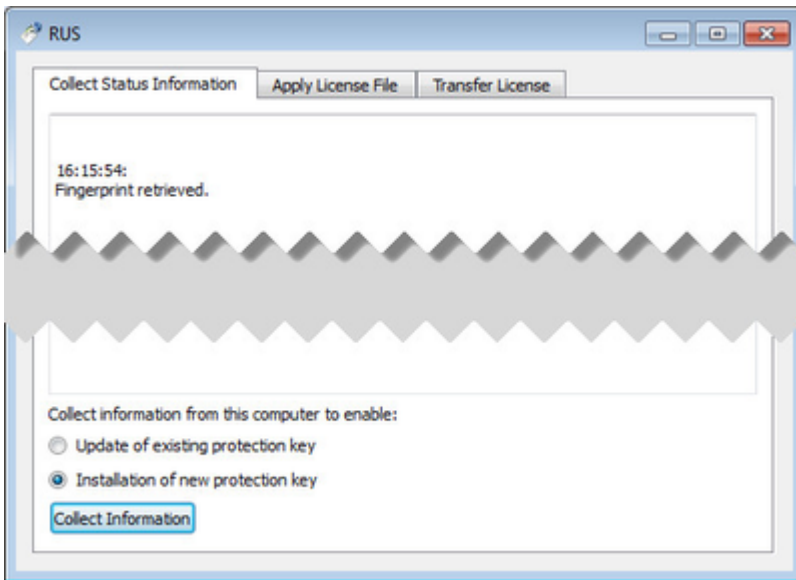 RUS
Collect Status Information Apply License File Transfer License
16:15:54:
Fingerprint retrieved.
Collect information from this computer to enable:
Update of existing protection key
Installation of new protection key
Collect Information